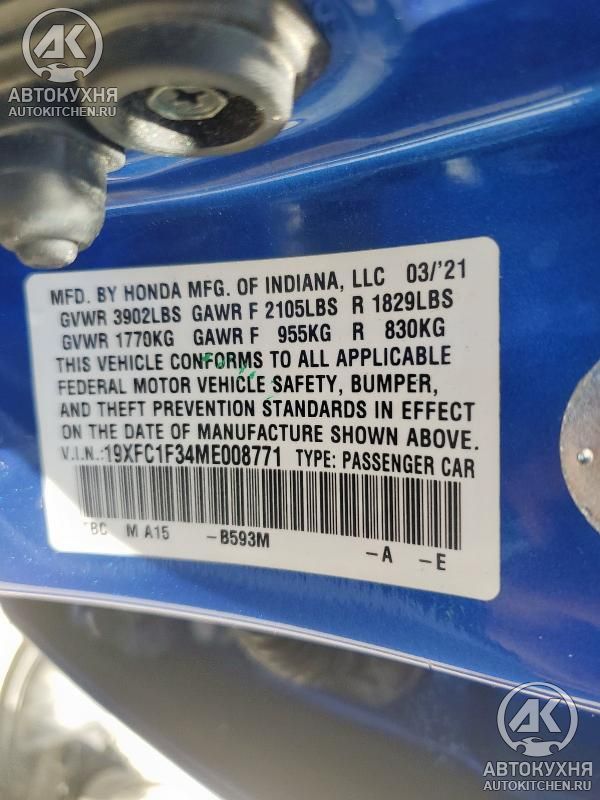 АК
АВТОКУХНЯ
AUTOKITCHEN.RU
MFD. BY HONDA MFG. OF INDIANA, LLC 03/'21
GVWR 3902LBS GAWR F 2105LBS R 1829LBS
GVWR 1770KG GAWR F 955KG R 830KG
THIS VEHICLE CONFORMS TO ALL APPLICABLE
FEDERAL MOTOR VEHICLE SAFETY, BUMPER,
AND THEFT PREVENTION STANDARDS IN EFFECT
ON THE DATE OF MANUFACTURE SHOWN ABOVE.
V.I.N.:19XFC1F34ME008771 TYPE: PASSENGER CAR
M A15 -B593M -A -E
АК
АВТОКУХНЯ
AUTOKITCHEN.RU